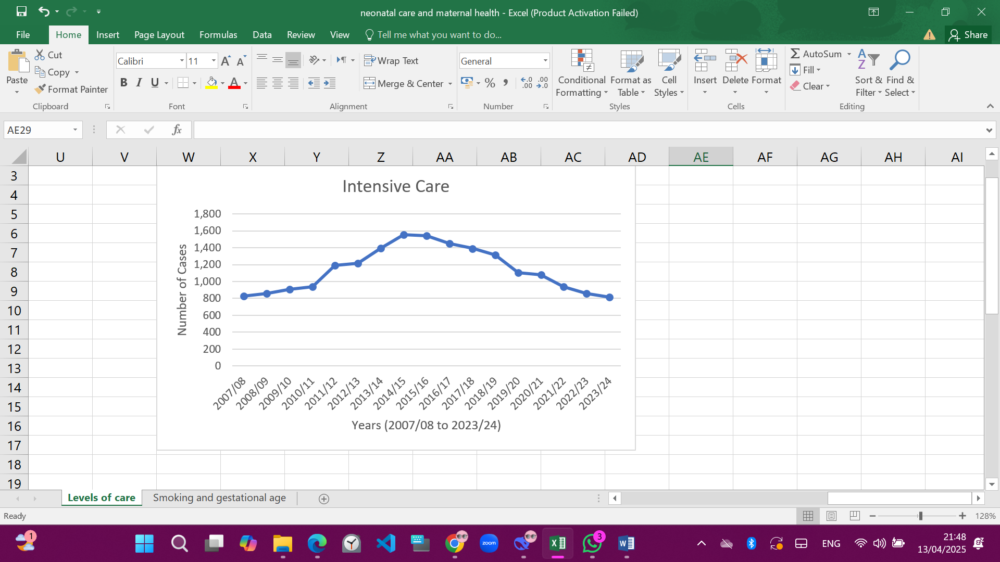 neonatal care and maternal health - Excel (Product Activation Failed)
File Home Insert Page Layout Formulas Data Review View Tell me what you want to do... Share
Paste Cut Copy Format Painter
Clipboard
Calibri 11 A A
B I U A
Font
Wrap Text
Merge & Center
Alignment
General
% , .0 .00 .00 .0
Number
Conditional Formatting Format as Table Cell Styles
Styles
Insert Delete Format
Cells
AutoSum
Fill
Clear
A Z
Sort & Filter Find & Select
Editing
AE29 fx
U V W X Y Z AA AB AC AD AE AF AG AH AI
3
4
5
6
7
8
9
10
11
12
13
14
15
16
17
18
19
Intensive Care
Number of Cases
1,800
1,600
1,400
1,200
1,000
800
600
400
200
0
2007/08 2008/09 2009/10 2010/11 2011/12 2012/13 2013/14 2014/15 2015/16 2016/17 2017/18 2018/19 2019/20 2020/21 2021/22 2022/23 2023/24
Years (2007/08 to 2023/24)
Levels of care Smoking and gestational age
Ready 128%
1 zoom 3 ENG 21:48
13/04/2025